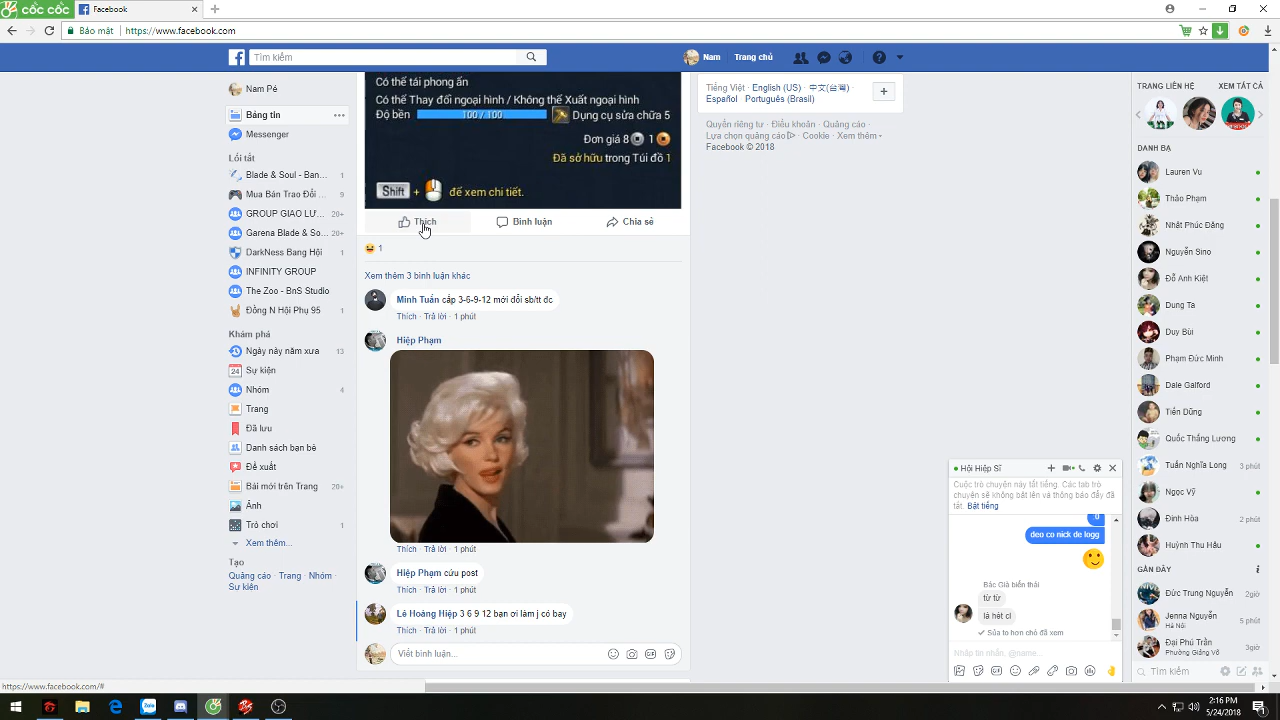 CỐC CỐC
Facebook
Bảo mật
https://www.facebook.com
Tìm kiếm
Nam
Trang chủ
Nam Pé
Bảng tin
Messenger
Lối tắt
Blade & Soul - Ban... 1
Mua Bán Trao Đổi ... 9
GROUP GIAO LƯ... 20+
Garena Blade & So... 20+
DarkNess Bang Hội 1
INFINITY GROUP
The Zoo - BnS Studio
Đồng N Hội Phụ 95 1
Khám phá
Ngày này năm xưa 13
24 Sự kiện
Nhóm 4
Trang
Đã lưu
Danh sách bạn bè
Đề xuất
Bài mới trên Trang 20+
Ảnh
Trò chơi 1
Xem thêm...
Tạo
Quảng cáo Trang Nhóm
Sự kiện
https://www.facebook.com/#
Có thể tái phong ấn
Có thể Thay đổi ngoại hình / Không thể Xuất ngoại hình
Độ bền 100 / 100 Dụng cụ sửa chữa 5
Đơn giá 8 1
Đã sở hữu trong Túi đồ 1
Shift + để xem chi tiết.
Thích Bình luận Chia sẻ
1
Xem thêm 3 bình luận khác
Minh Tuấn cấp 3-6-9-12 mới dổi sb/tt dc
Thích · Trả lời · 1 phút
Hiệp Phạm
Thích · Trả lời · 1 phút
Hiệp Phạm cứu post
Thích · Trả lời · 1 phút
Lê Hoàng Hiệp 3 6 9 12 bạn ơi làm j có bay
Thích · Trả lời · 1 phút
Viết bình luận...
Tiếng Việt · English (US) · 中文(台灣) ·
Español · Português (Brasil)
Quyền riêng tư · Điều khoản · Quảng cáo ·
Lựa chọn quảng cáo · Cookie · Xem thêm
Facebook © 2018
TRANG LIÊN HỆ XEM TẤT CẢ
DANH BẠ
Lauren Vu
Thảo Phạm
Nhất Phúc Đăng
Nguyễn Sino
Đỗ Anh Kiệt
Dung Ta
Duy Bùi
Phạm Đức Minh
Dale Galford
Tiến Dũng
Quốc Thắng Lương
Tuấn Nghĩa Long 3 phút
Ngọc Vỹ
Đinh Hòa 2 phút
Huỳnh Thu Hầu
GẦN ĐÂY
Đức Trung Nguyễn 2giờ
Jenna Nguyễn
Hà Nội 5 phút
Đại Phú Trần
Phường Giảng Võ 3giờ
Tìm kiếm
Hội Hiệp Sĩ
Cuộc trò chuyện này tắt tiếng. Các tab trò
chuyện sẽ không bật lên và thông báo đẩy đã
tắt. Bật tiếng
deo co nick de logg
Bác Già biến thái
từ từ
là hết cl
Sủa to hơn chó đã xem
Nhập tin nhắn, @name...
Zalo
2:16 PM
5/24/2018